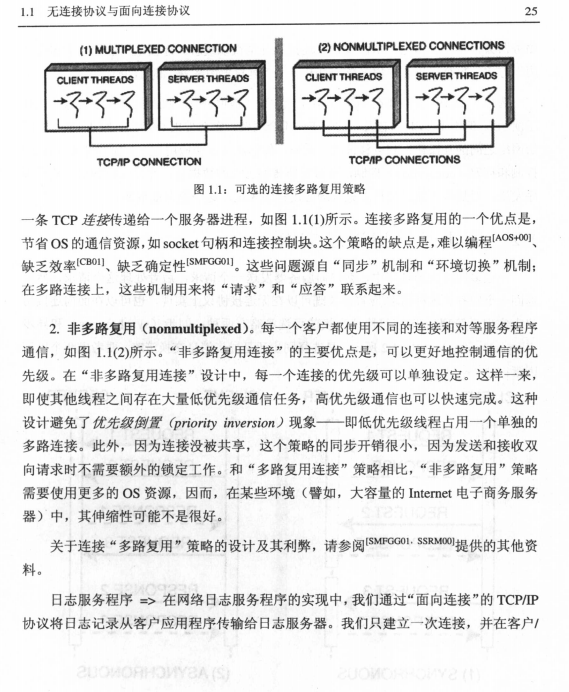 1.1 无连接协议与面向连接协议 25
(1) MULTIPLEXED CONNECTION
(2) NONMULTIPLEXED CONNECTIONS
CLIENT THREADS
SERVER THREADS
CLIENT THREADS
SERVER THREADS
TCP/IP CONNECTION
TCP/IP CONNECTIONS
图 1.1：可选的连接多路复用策略
一条 TCP 连接传递给一个服务器进程，如图 1.1(1)所示。连接多路复用的一个优点是，
节省 OS 的通信资源，如 socket 句柄和连接控制块。这个策略的缺点是，难以编程[AOS+00]、
缺乏效率[CB01]、缺乏确定性[SMFGG01]。这些问题源自“同步”机制和“环境切换”机制；
在多路连接上，这些机制用来将“请求”和“应答”联系起来。
2. 非多路复用（nonmultiplexed）。每一个客户都使用不同的连接和对等服务程序
通信，如图 1.1(2)所示。“非多路复用连接”的主要优点是，可以更好地控制通信的优
先级。在“非多路复用连接”设计中，每一个连接的优先级可以单独设定。这样一来，
即使其他线程之间存在大量低优先级通信任务，高优先级通信也可以快速完成。这种
设计避免了优先级倒置（priority inversion）现象——即低优先级线程占用一个单独的
多路连接。此外，因为连接没被共享，这个策略的同步开销很小，因为发送和接收双
向请求时不需要额外的锁定工作。和“多路复用连接”策略相比，“非多路复用”策略
需要使用更多的 OS 资源，因而，在某些环境（譬如，大容量的 Internet 电子商务服务
器）中，其伸缩性可能不是很好。
关于连接“多路复用”策略的设计及其利弊，请参阅[SMFGG01, SSRM00]提供的其他资
料。
日志服务程序 => 在网络日志服务程序的实现中，我们通过“面向连接”的 TCP/IP
协议将日志记录从客户应用程序传输给日志服务器。我们只建立一次连接，并在客户/